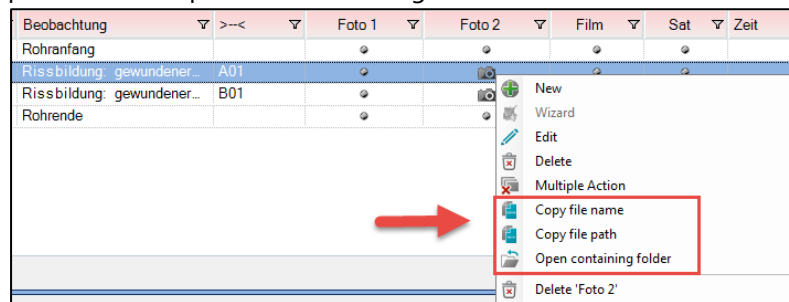 Beobachtung >--< Foto 1 Foto 2 Film Sat Zeit
Rohranfang
Rissbildung: gewundener... A01
Rissbildung: gewundener... B01
Rohrende
New
Wizard
Edit
Delete
Multiple Action
Copy file name
Copy file path
Open containing folder
Delete 'Foto 2'